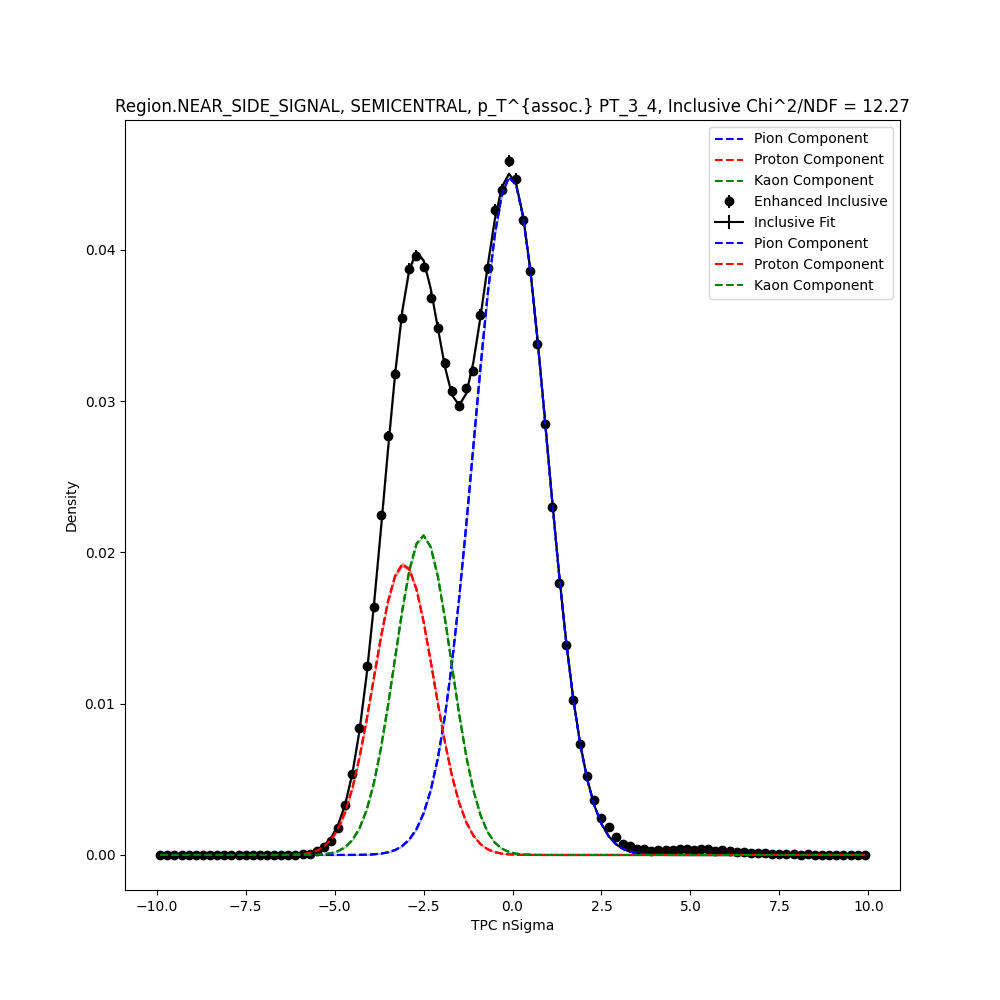 Region.NEAR_SIDE_SIGNAL, SEMICENTRAL, p_T^{assoc.} PT_3_4, Inclusive Chi^2/NDF = 12.27
Pion Component
Proton Component
Kaon Component
Enhanced Inclusive
Inclusive Fit
Pion Component
Proton Component
Kaon Component
0.04
0.03
0.02
0.01
0.00
Density
−10.0 −7.5 −5.0 −2.5 0.0 2.5 5.0 7.5 10.0
TPC nSigma